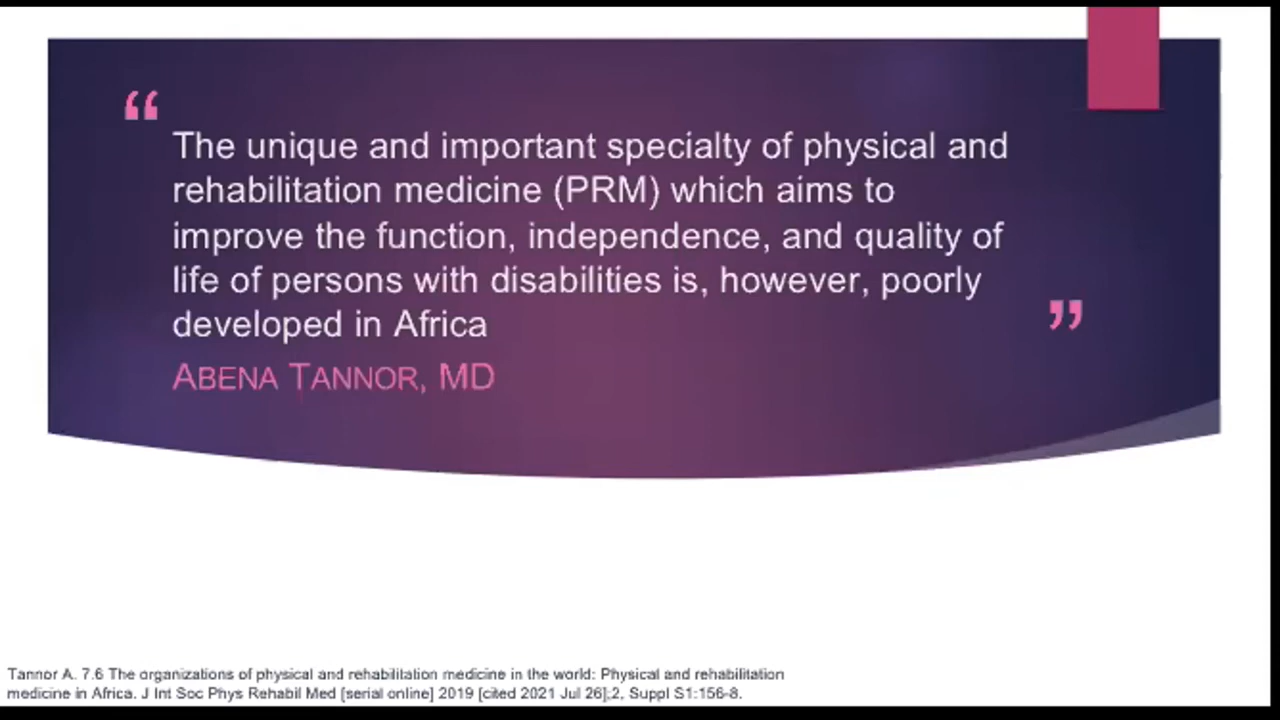 “
The unique and important specialty of physical and
rehabilitation medicine (PRM) which aims to
improve the function, independence, and quality of
life of persons with disabilities is, however, poorly
developed in Africa
”
ABENA TANNOR, MD
Tannor A. 7.6 The organizations of physical and rehabilitation medicine in the world: Physical and rehabilitation
medicine in Africa. J Int Soc Phys Rehabil Med [serial online] 2019 [cited 2021 Jul 26];2, Suppl S1:156-8.